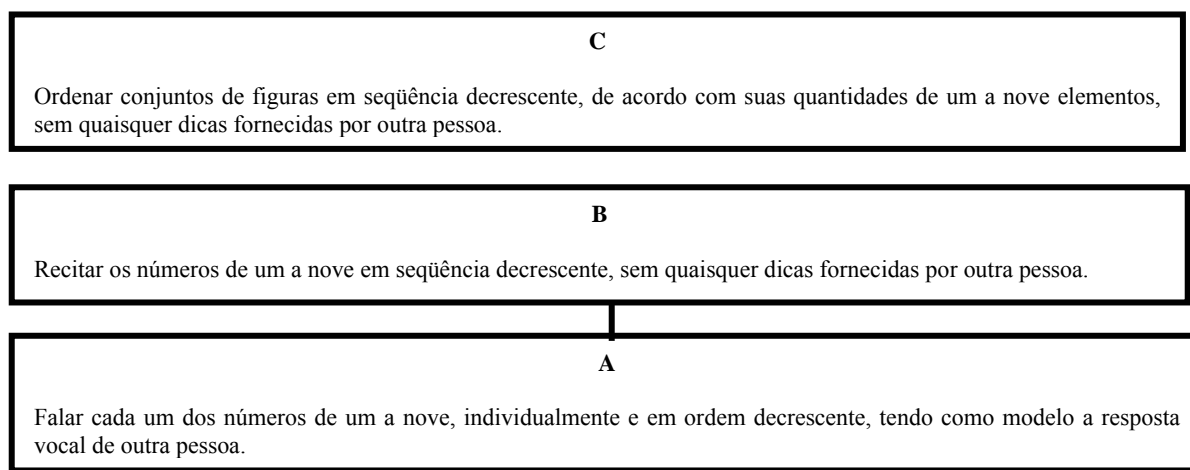 C
Ordenar conjuntos de figuras em seqüência decrescente, de acordo com suas quantidades de um a nove elementos,
sem quaisquer dicas fornecidas por outra pessoa.
B
Recitar os números de um a nove em seqüência decrescente, sem quaisquer dicas fornecidas por outra pessoa.
A
Falar cada um dos números de um a nove, individualmente e em ordem decrescente, tendo como modelo a resposta
vocal de outra pessoa.